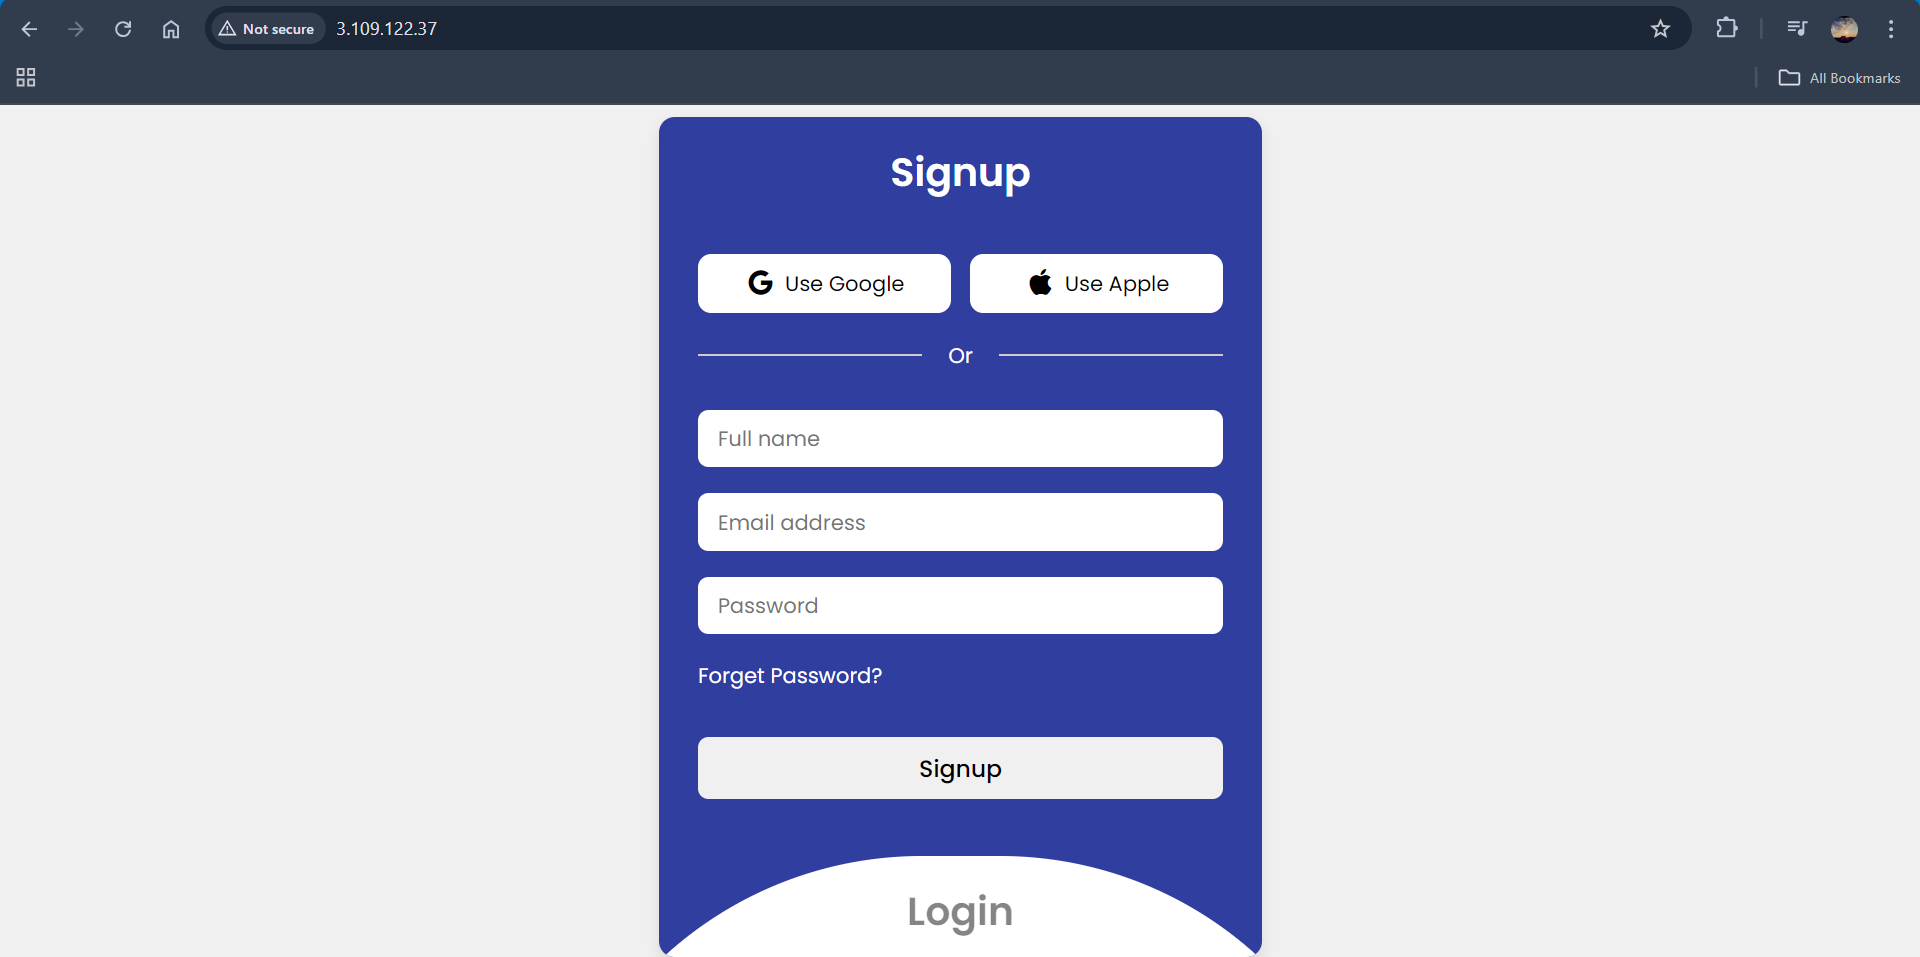 Not secure 3.109.122.37
All Bookmarks
Signup
Use Google Use Apple
Or
Full name
Email address
Password
Forget Password?
Signup
Login